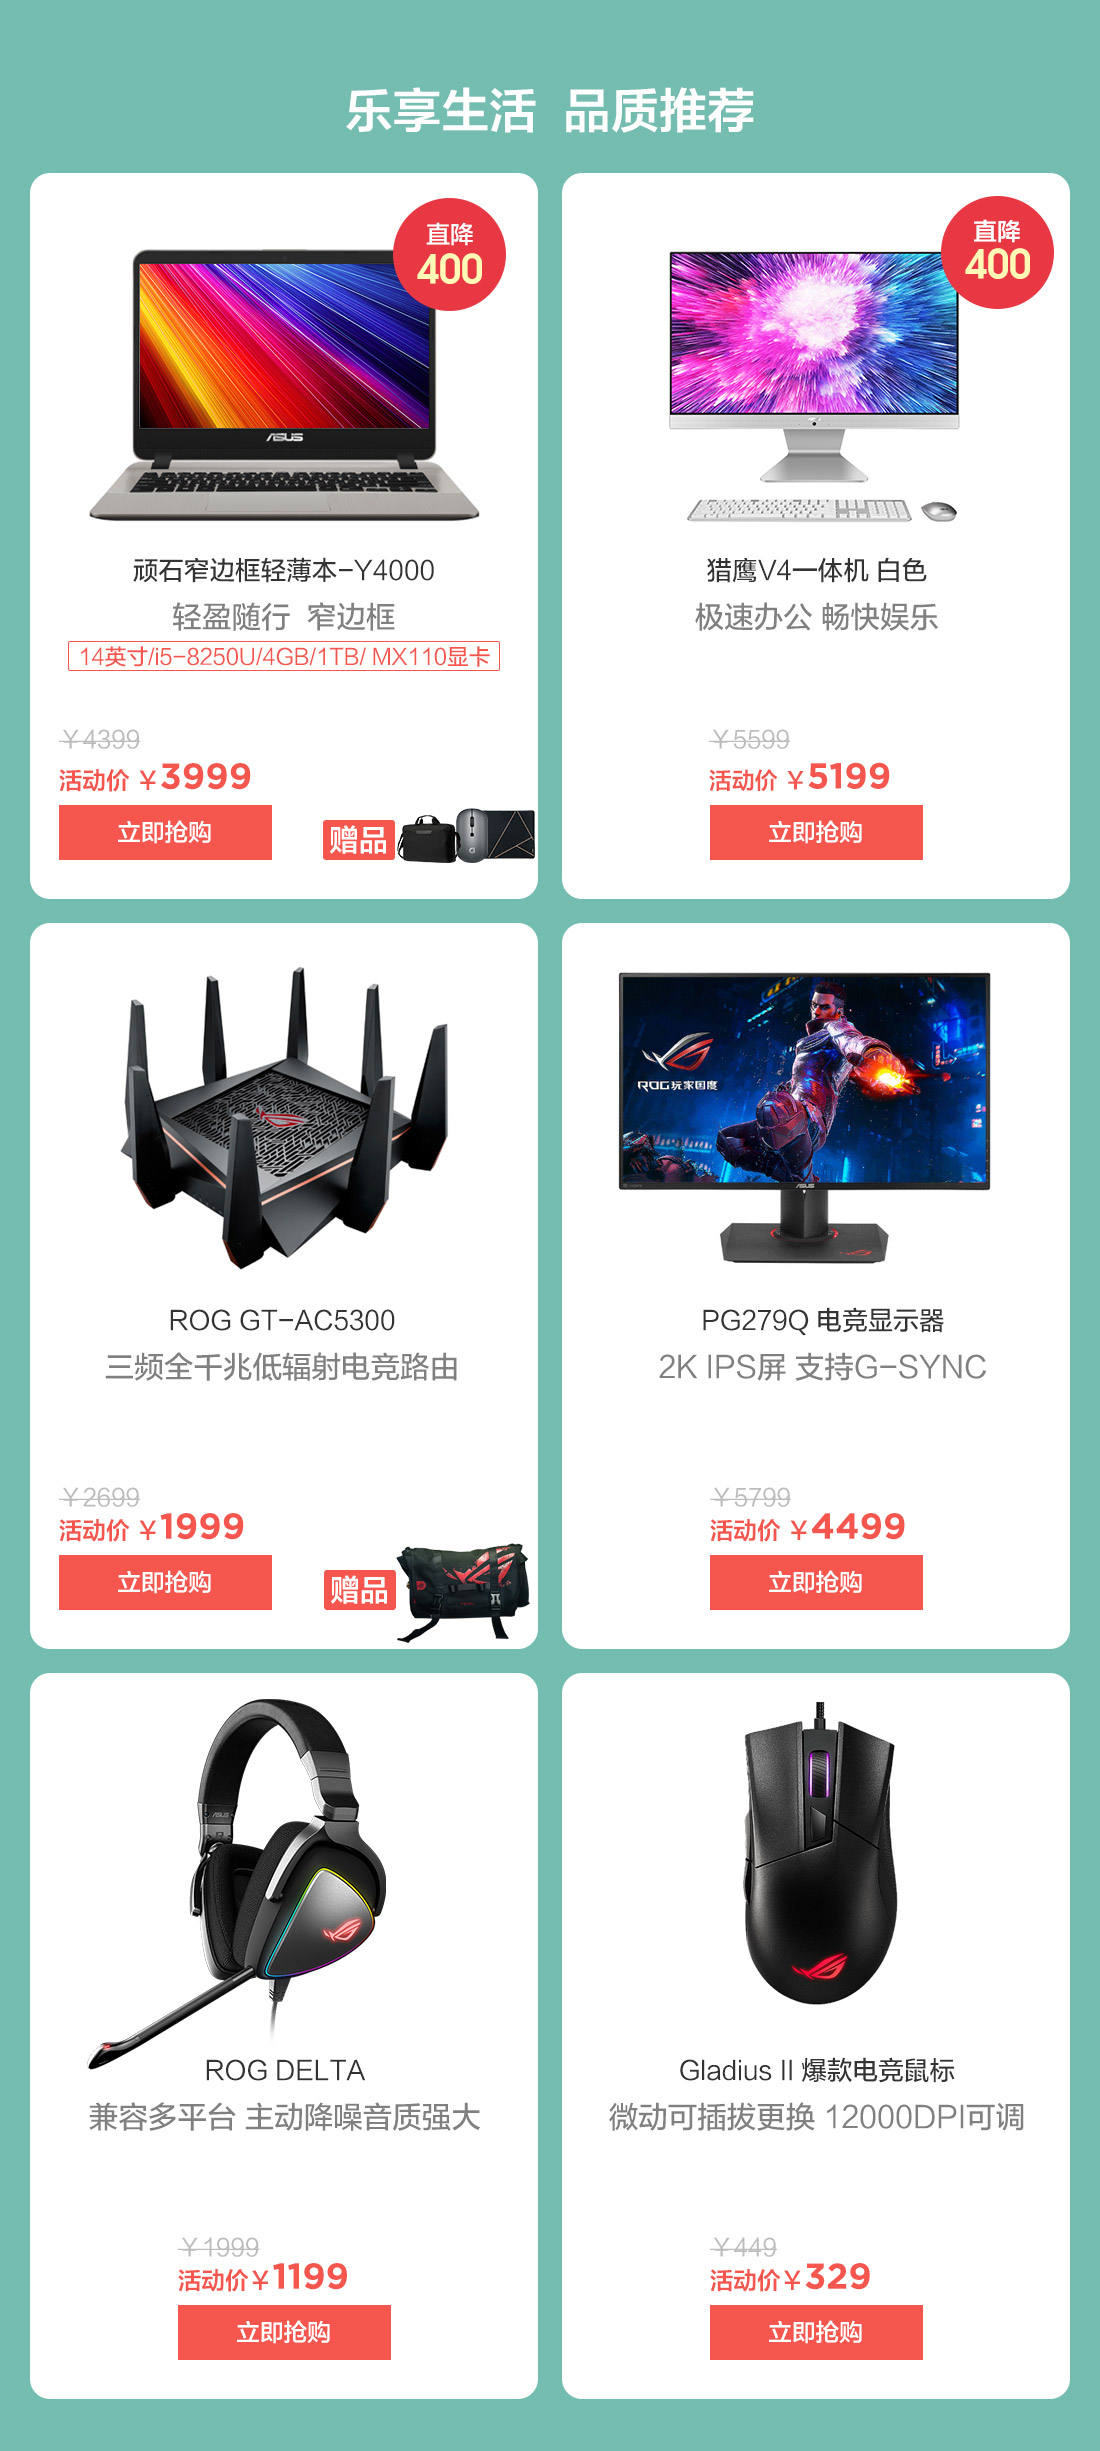 乐享生活 品质推荐
直降
400
ASUS
顽石窄边框轻薄本-Y4000
轻盈随行 窄边框
14英寸/i5-8250U/4GB/1TB/ MX110显卡
￥4399
活动价 ￥3999
立即抢购
赠品
直降
400
猎鹰V4一体机 白色
极速办公 畅快娱乐
￥5599
活动价 ￥5199
立即抢购
ROG GT-AC5300
三频全千兆低辐射电竞路由
￥2699
活动价 ￥1999
立即抢购
赠品
ROG玩家国度
ASUS
PG279Q 电竞显示器
2K IPS屏 支持G-SYNC
￥5799
活动价 ￥4499
立即抢购
ASUS
ROG DELTA
兼容多平台 主动降噪音质强大
￥1999
活动价￥1199
立即抢购
Gladius II 爆款电竞鼠标
微动可插拔更换 12000DPI可调
￥449
活动价￥329
立即抢购